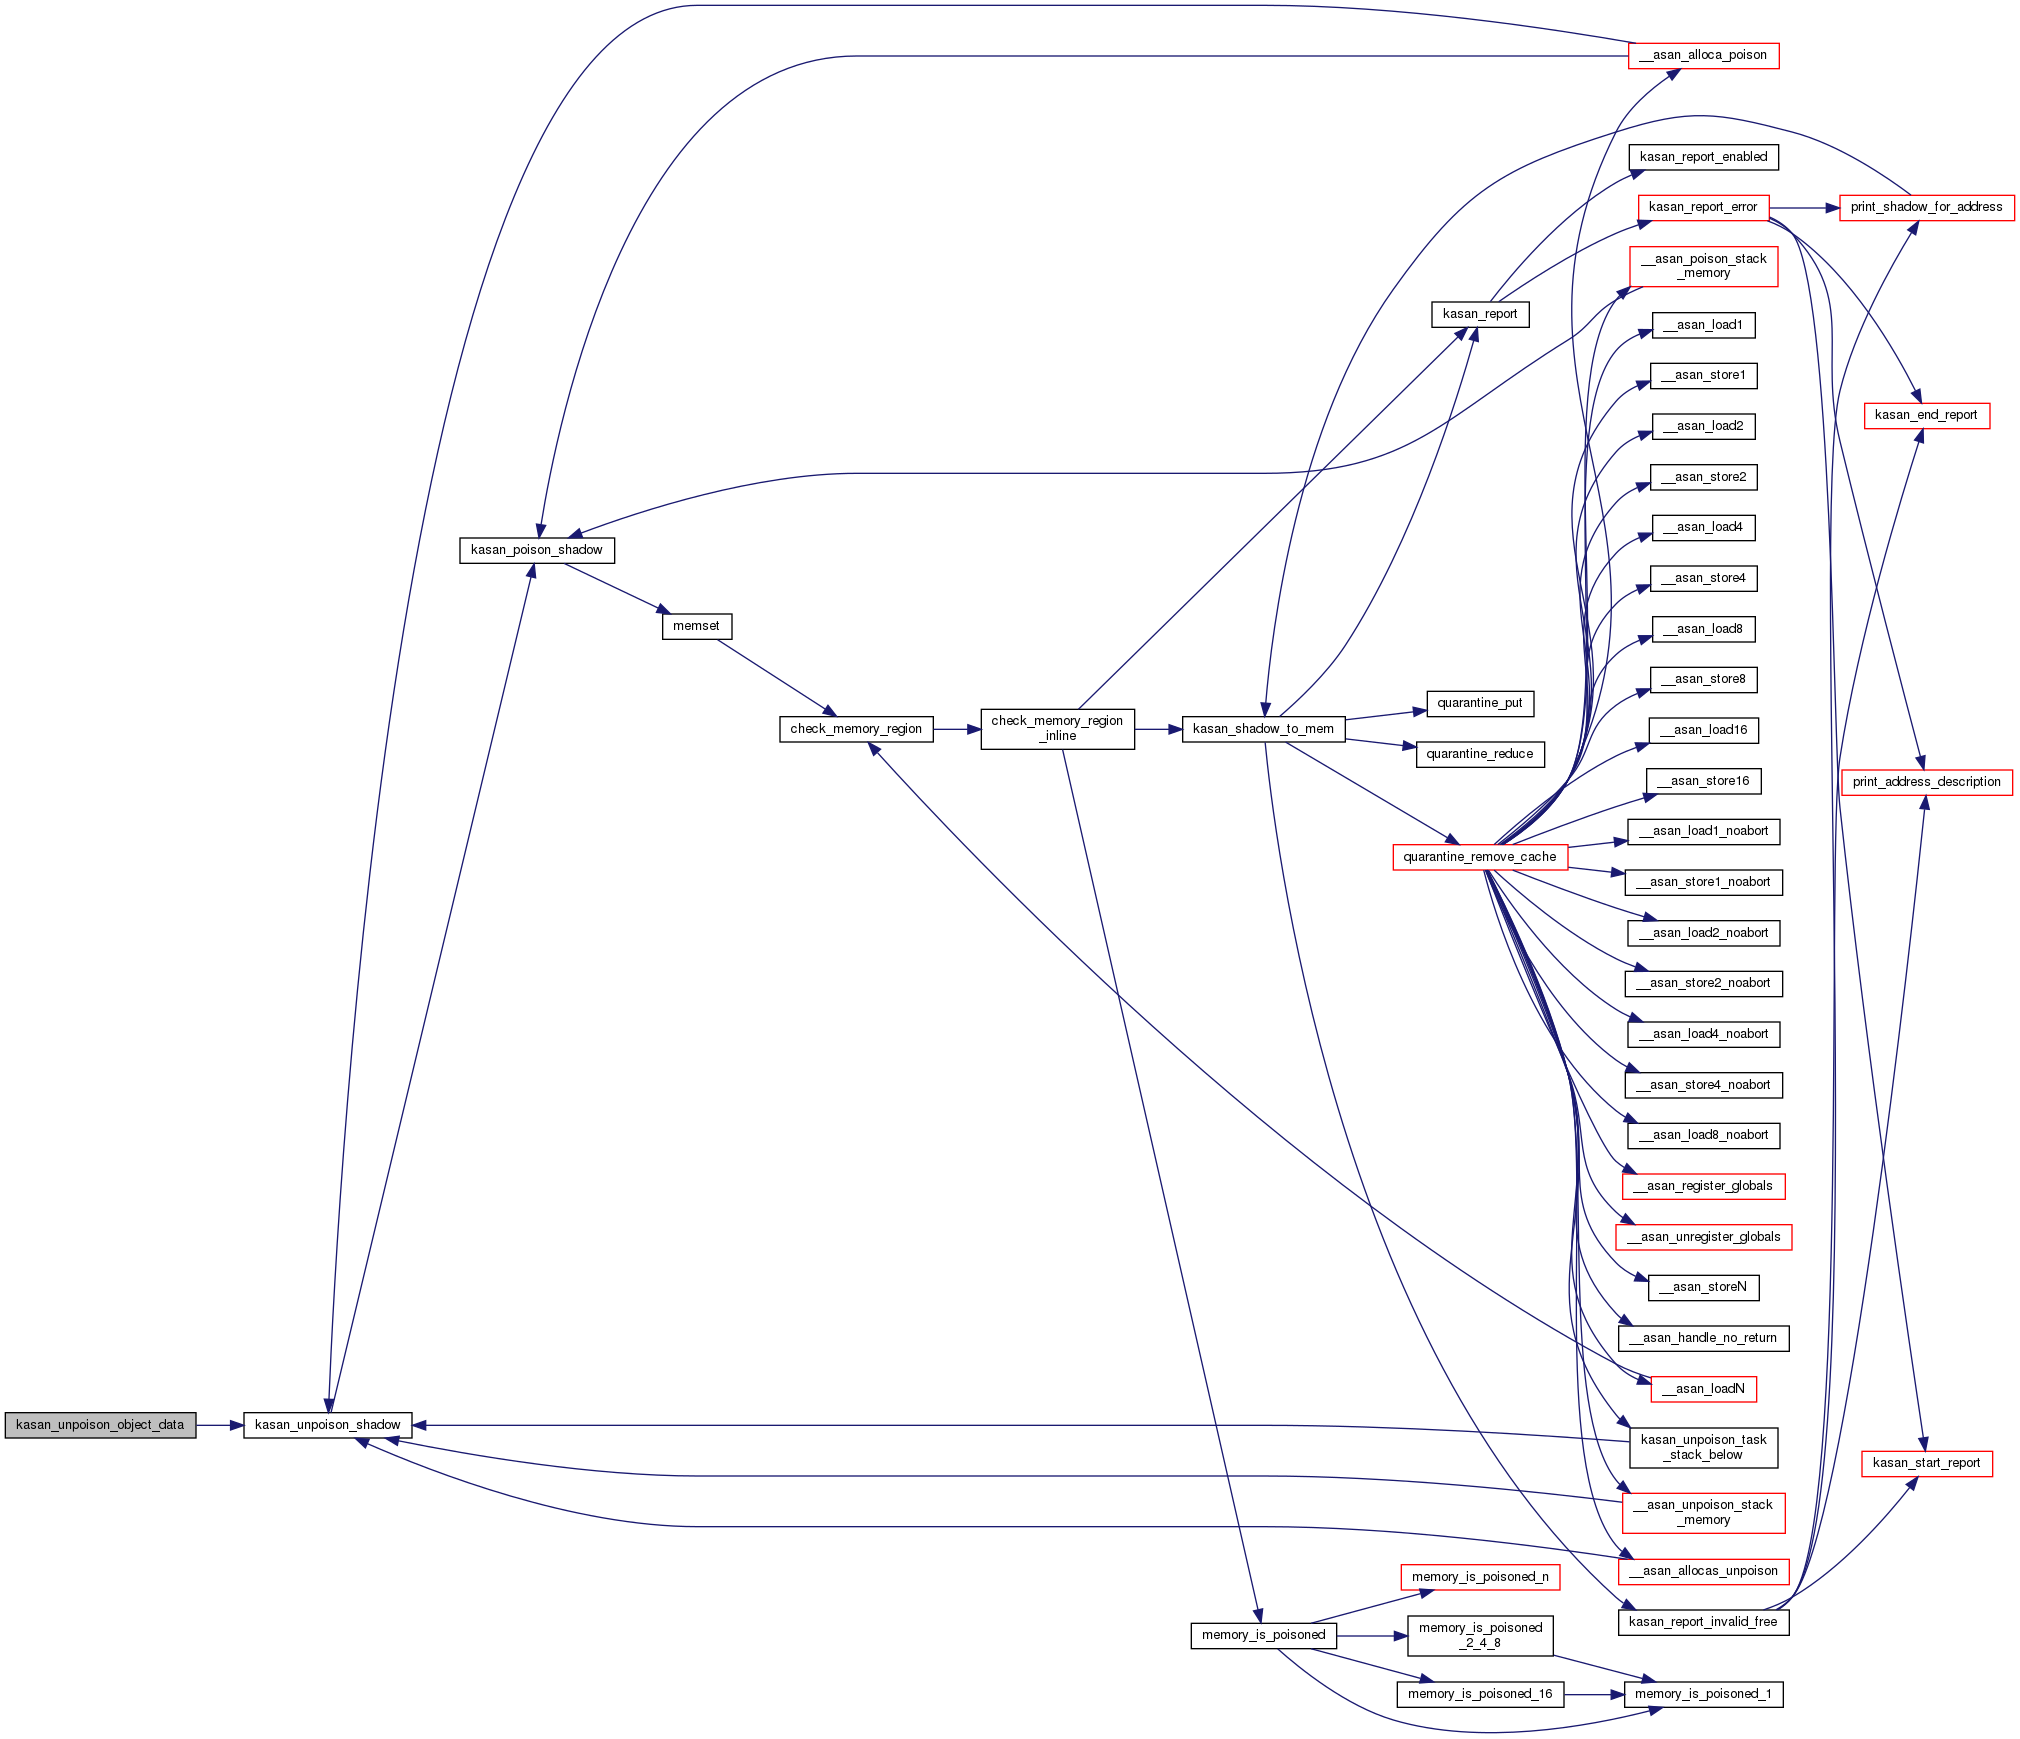 __asan_alloca_poison
kasan_report_enabled
kasan_report_error
print_shadow_for_address
__asan_poison_stack
_memory
kasan_report
__asan_load1
__asan_store1
kasan_end_report
__asan_load2
__asan_store2
__asan_load4
kasan_poison_shadow
__asan_store4
memset
__asan_load8
__asan_store8
quarantine_put
check_memory_region
check_memory_region
_inline
kasan_shadow_to_mem
__asan_load16
quarantine_reduce
__asan_store16
print_address_description
__asan_load1_noabort
quarantine_remove_cache
__asan_store1_noabort
__asan_load2_noabort
__asan_store2_noabort
__asan_load4_noabort
__asan_store4_noabort
__asan_load8_noabort
__asan_register_globals
__asan_unregister_globals
__asan_storeN
__asan_handle_no_return
__asan_loadN
kasan_unpoison_object_data
kasan_unpoison_shadow
kasan_unpoison_task
_stack_below
kasan_start_report
__asan_unpoison_stack
_memory
__asan_allocas_unpoison
memory_is_poisoned_n
kasan_report_invalid_free
memory_is_poisoned
memory_is_poisoned
_2_4_8
memory_is_poisoned_16
memory_is_poisoned_1